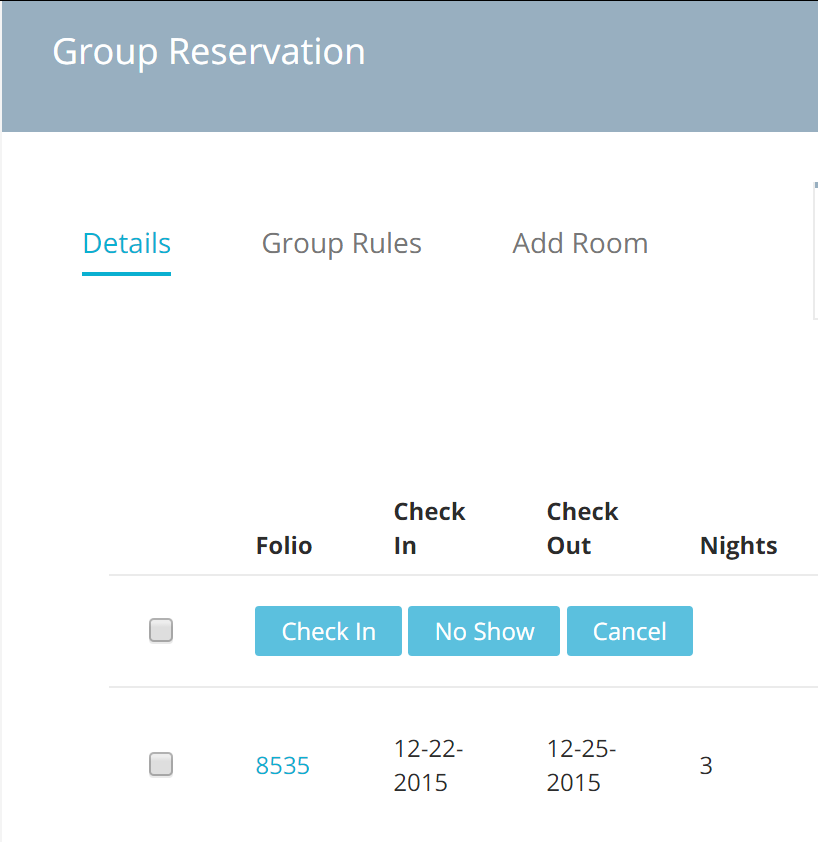 Group Reservation
Details Group Rules Add Room
Folio Check In Check Out Nights
Check In No Show Cancel
8535 12-22-2015 12-25-2015 3